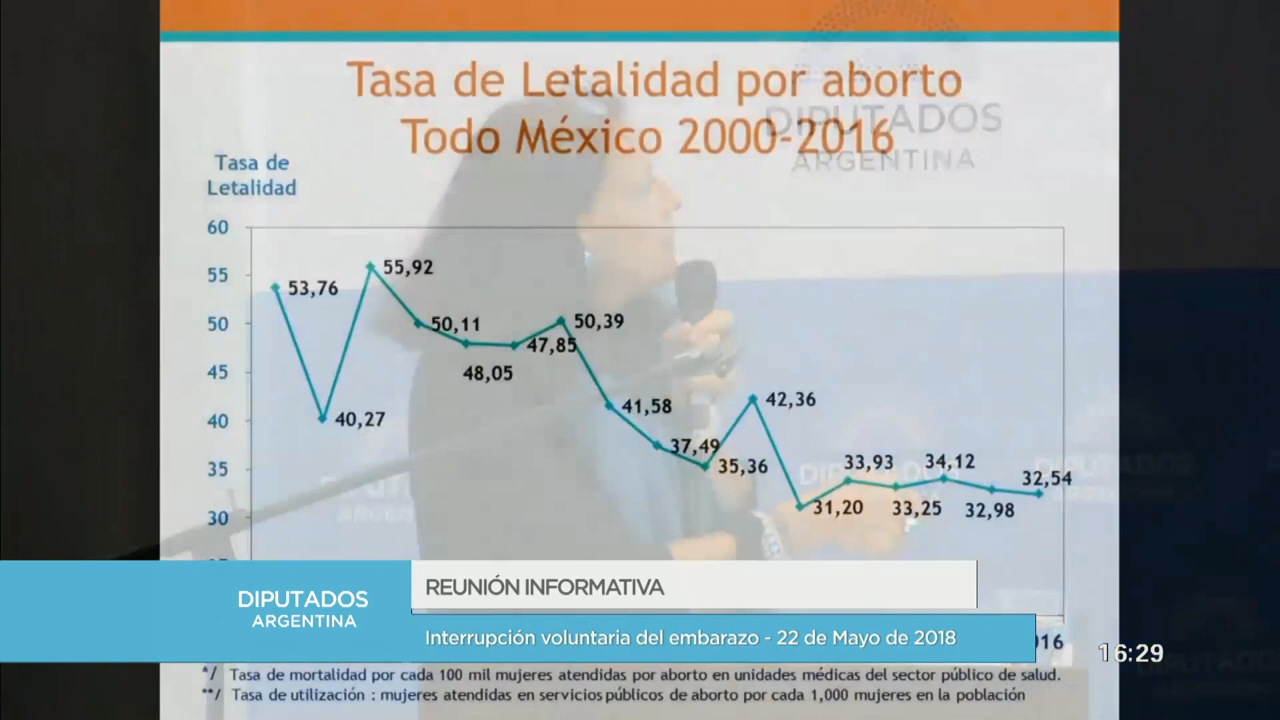 Tasa de Letalidad por aborto
Todo México 2000-2016
DIPUTADOS
ARGENTINA
Tasa de
Letalidad
60
55
50
45
40
35
30
53,76
40,27
55,92
50,11
48,05
47,85
50,39
41,58
37,49
35,36
42,36
31,20
33,93
33,25
34,12
32,98
32,54
DIPUTADOS
ARGENTINA
REUNIÓN INFORMATIVA
Interrupción voluntaria del embarazo - 22 de Mayo de 2018
16:29
*/ Tasa de mortalidad por cada 100 mil mujeres atendidas por aborto en unidades médicas del sector público de salud.
**/ Tasa de utilización : mujeres atendidas en servicios públicos de aborto por cada 1,000 mujeres en la población